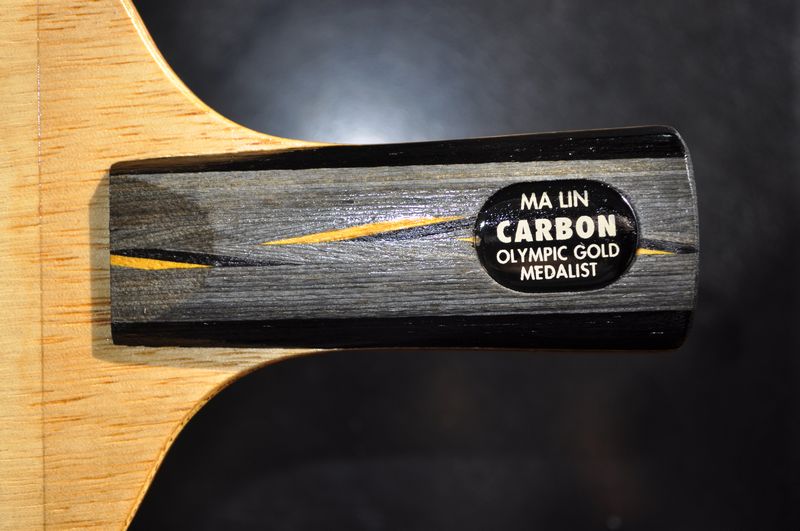 MA LIN
CARBON
OLYMPIC GOLD
MEDALIST